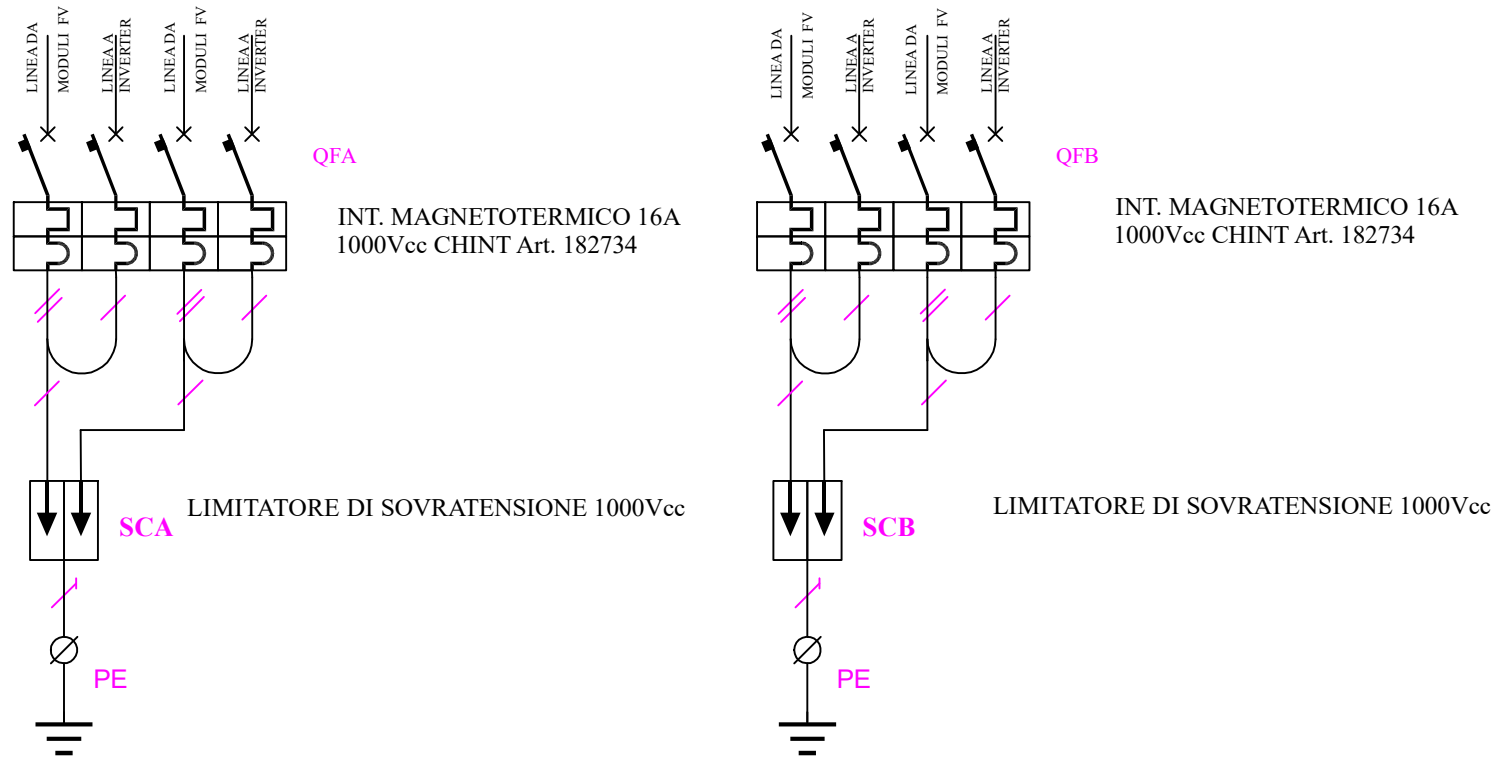 LINEA DA
MODULI FV
LINEA A
INVERTER
LINEA DA
MODULI FV
LINEA A
INVERTER
QFA
INT. MAGNETOTERMICO 16A
1000Vcc CHINT Art. 182734
LIMITATORE DI SOVRATENSIONE 1000Vcc
SCA
PE
LINEA DA
MODULI FV
LINEA A
INVERTER
LINEA DA
MODULI FV
LINEA A
INVERTER
QFB
INT. MAGNETOTERMICO 16A
1000Vcc CHINT Art. 182734
LIMITATORE DI SOVRATENSIONE 1000Vcc
SCB
PE